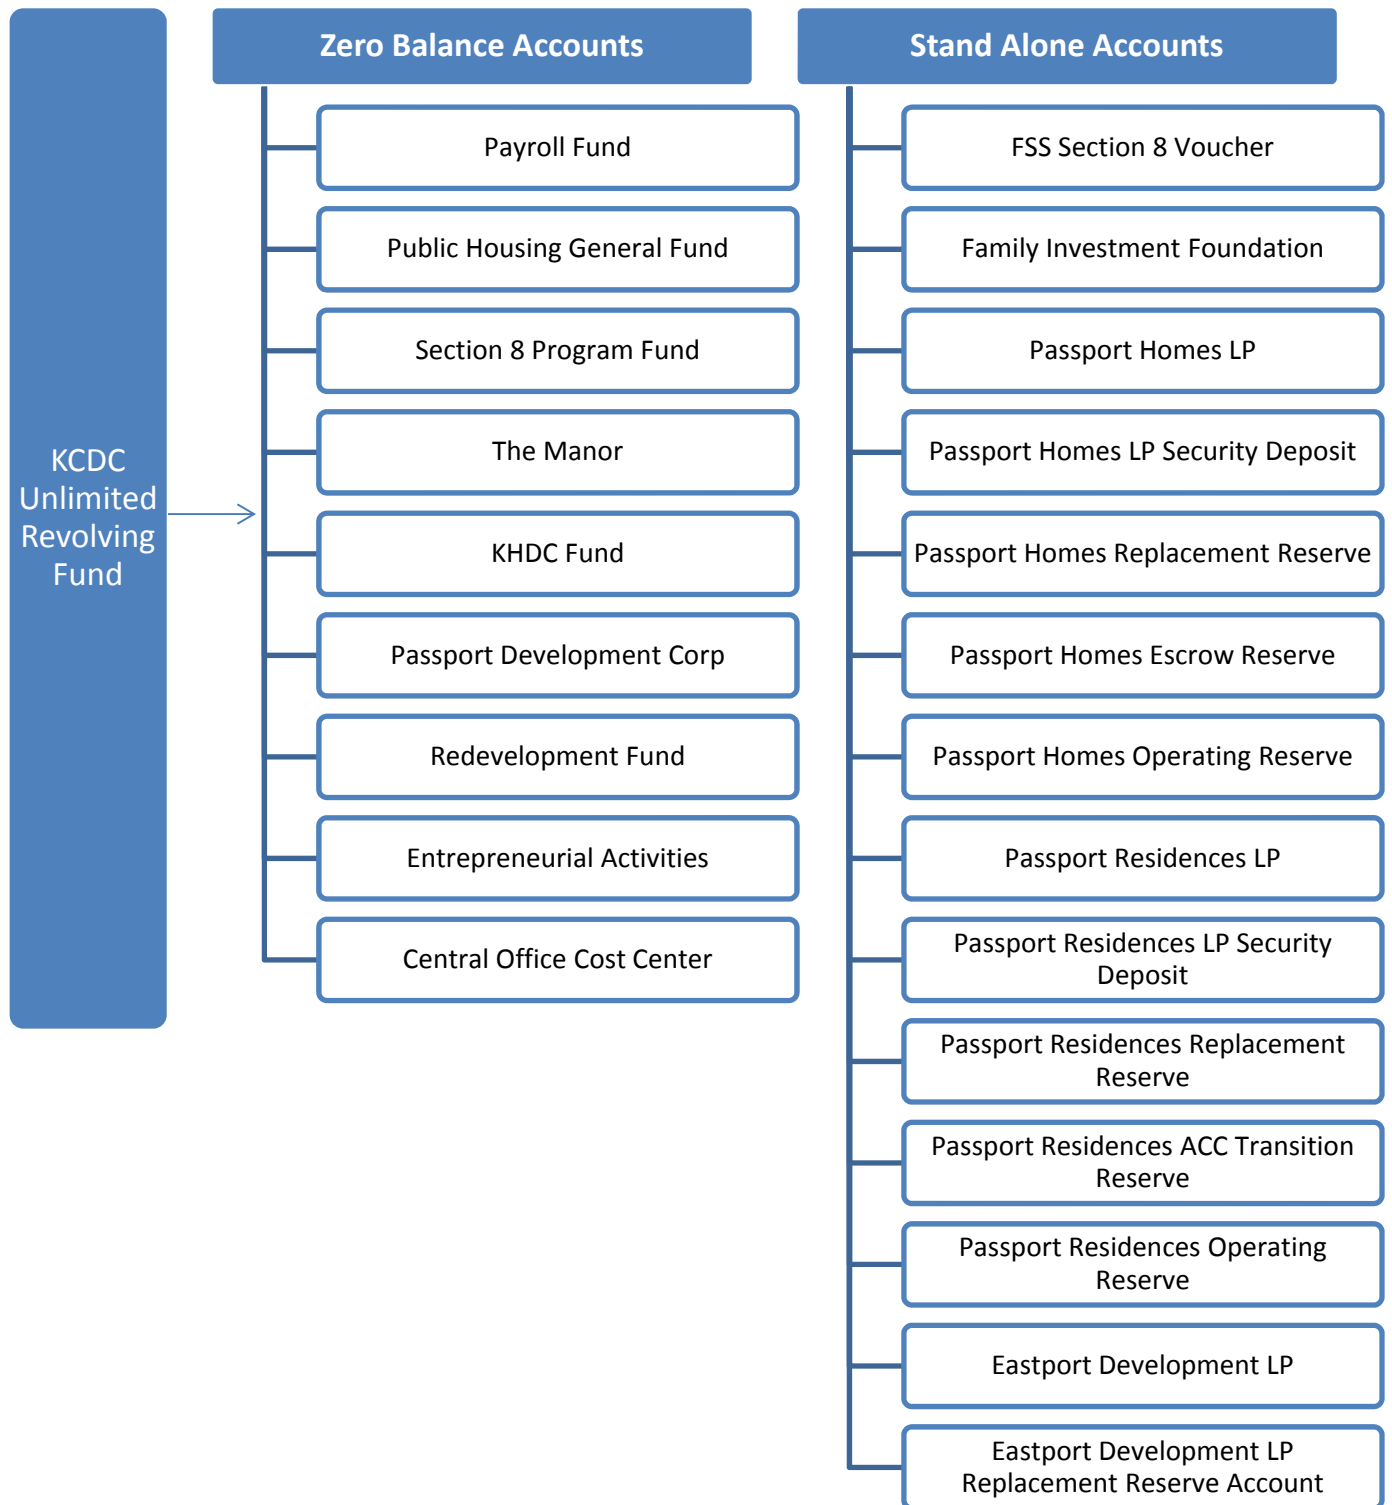 KCDC
Unlimited
Revolving
Fund
Zero Balance Accounts
Payroll Fund
Public Housing General Fund
Section 8 Program Fund
The Manor
KHDC Fund
Passport Development Corp
Redevelopment Fund
Entrepreneurial Activities
Central Office Cost Center
Stand Alone Accounts
FSS Section 8 Voucher
Family Investment Foundation
Passport Homes LP
Passport Homes LP Security Deposit
Passport Homes Replacement Reserve
Passport Homes Escrow Reserve
Passport Homes Operating Reserve
Passport Residences LP
Passport Residences LP Security
Deposit
Passport Residences Replacement
Reserve
Passport Residences ACC Transition
Reserve
Passport Residences Operating
Reserve
Eastport Development LP
Eastport Development LP
Replacement Reserve Account